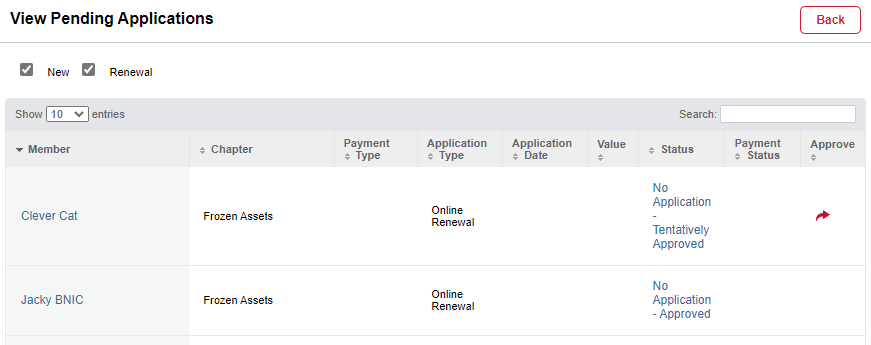 View Pending Applications
Back
New
Renewal
Show 10 entries
Search:
Member
Chapter
Payment
Type
Application
Type
Application
Date
Value
Status
Payment
Status
Approve
Clever Cat
Frozen Assets
Online
Renewal
No
Application
-
Tentatively
Approved
Jacky BNIC
Frozen Assets
Online
Renewal
No
Application
- Approved